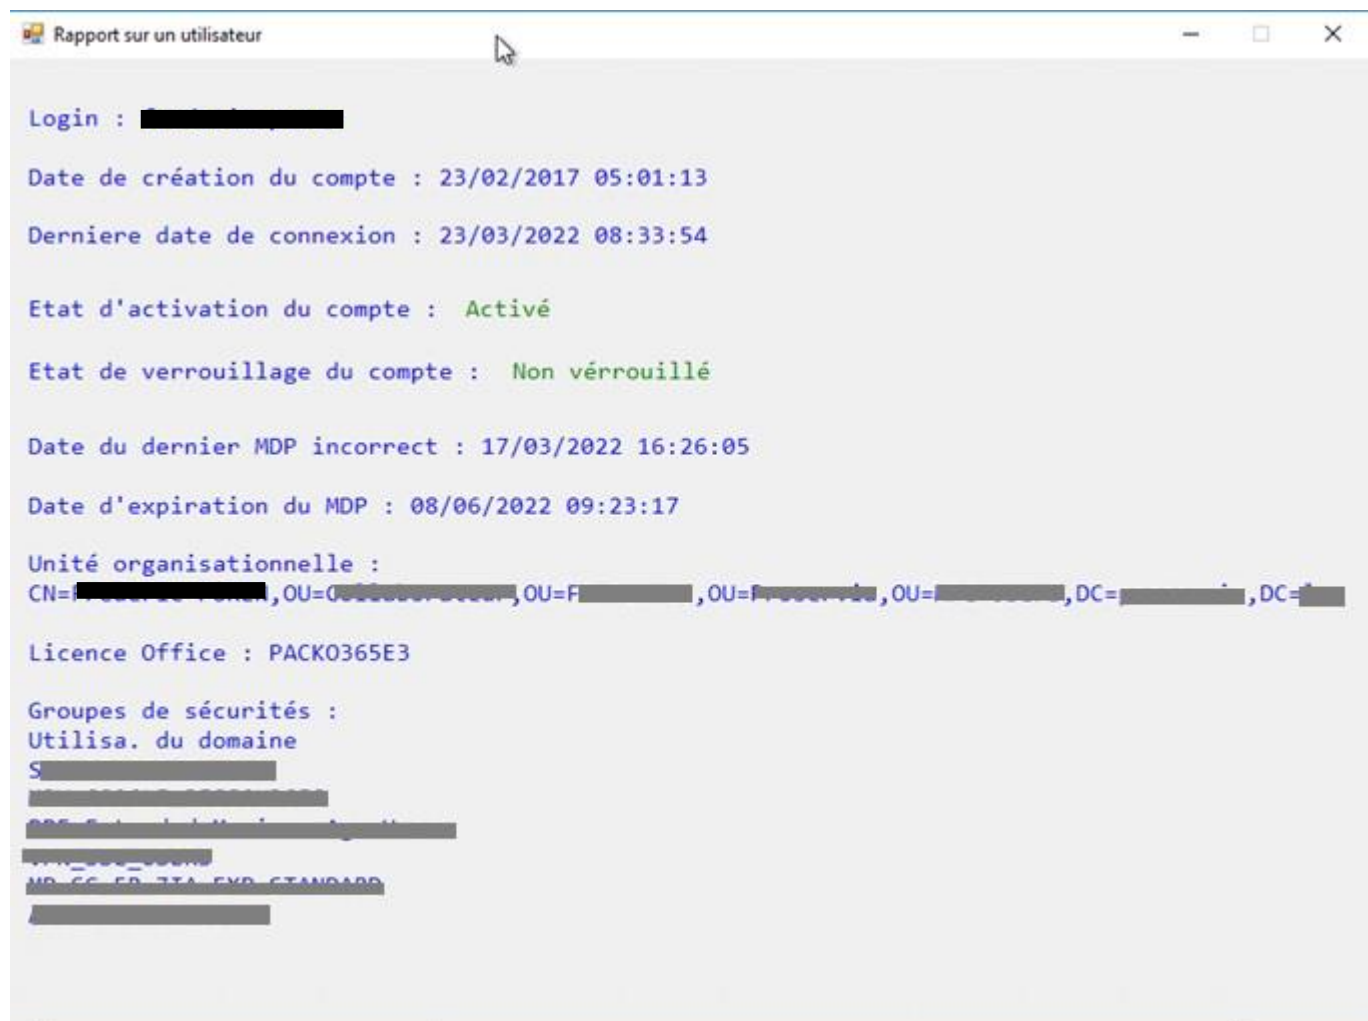 Rapport sur un utilisateur
Login :
Date de création du compte : 23/02/2017 05:01:13
Derniere date de connexion : 23/03/2022 08:33:54
Etat d'activation du compte : Activé
Etat de verrouillage du compte : Non vérrouillé
Date du dernier MDP incorrect : 17/03/2022 16:26:05
Date d'expiration du MDP : 08/06/2022 09:23:17
Unité organisationnelle :
CN= ,OU= ,OU= ,OU= ,OU= ,DC= ,DC=
Licence Office : PACKO365E3
Groupes de sécurités :
Utilisa. du domaine